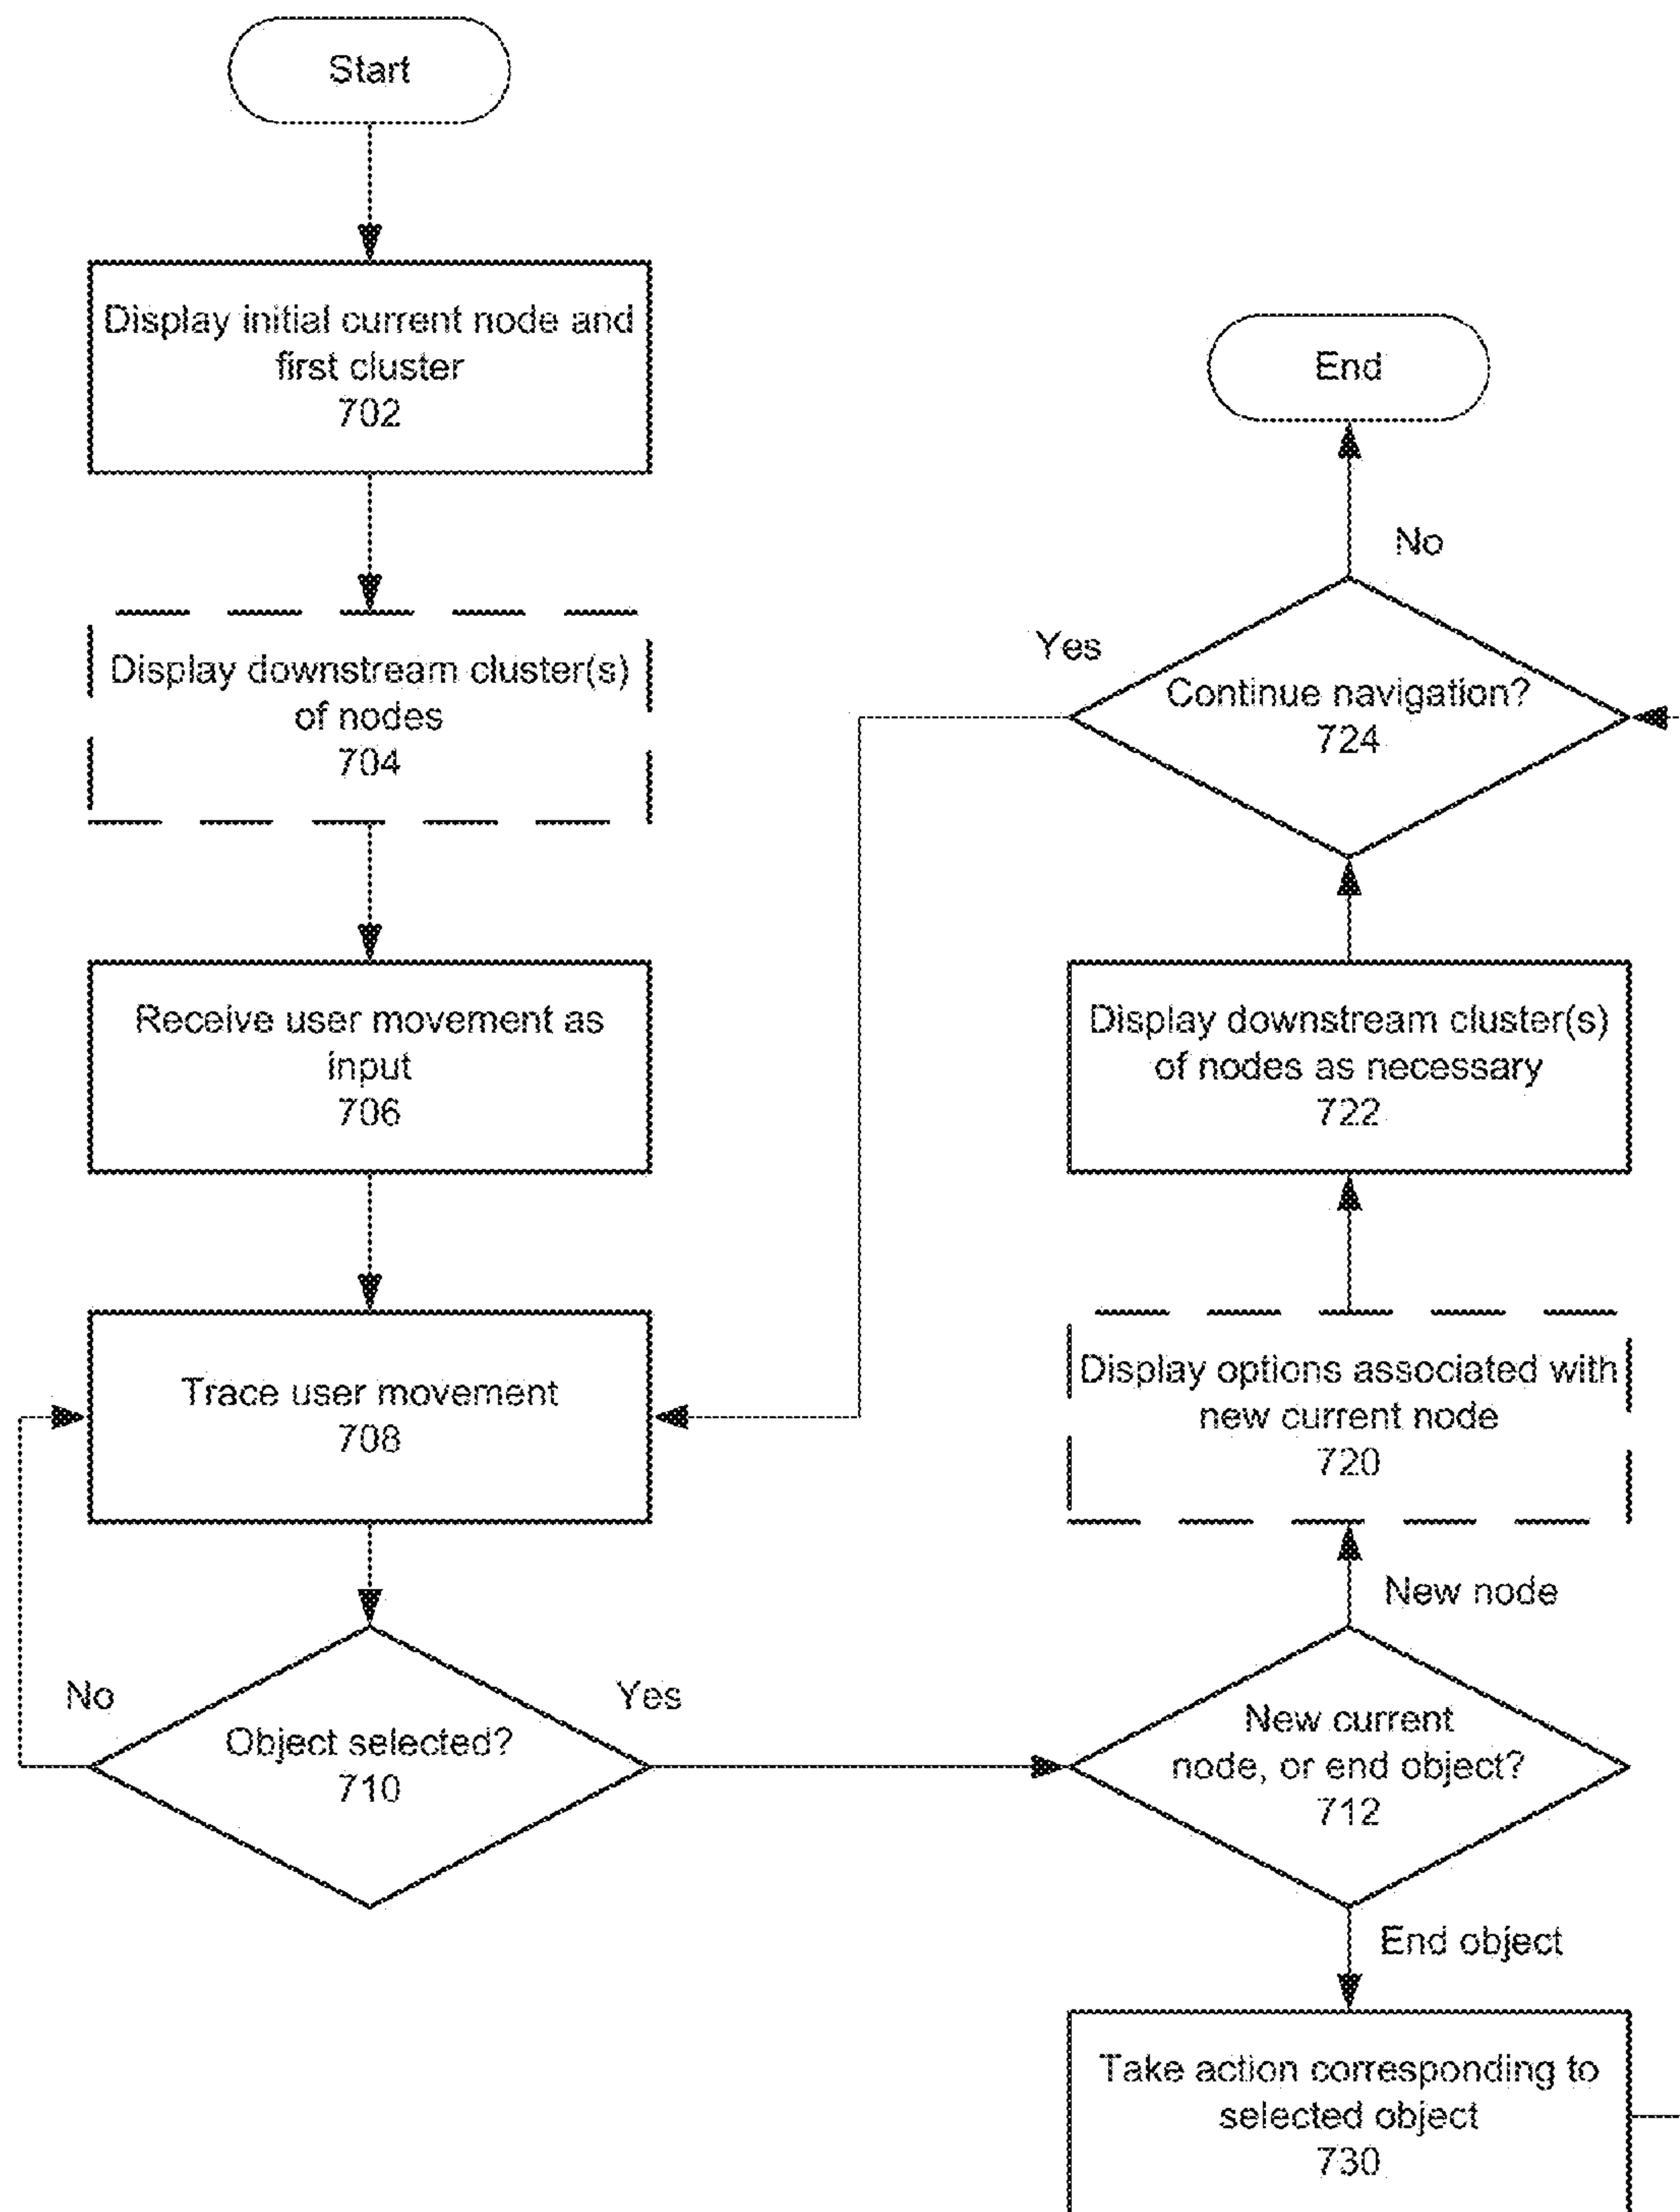 Start
Display initial current node and
first cluster
702
Display downstream cluster(s)
of nodes
704
Receive user movement as
input
706
Trace user movement
708
No
Yes
Object selected?
710
End
No
Yes
Continue navigation?
724
Display downstream cluster(s)
of nodes as necessary
722
Display options associated with
new current node
720
New node
New current
node, or end object?
712
End object
Take action corresponding to
selected object
730